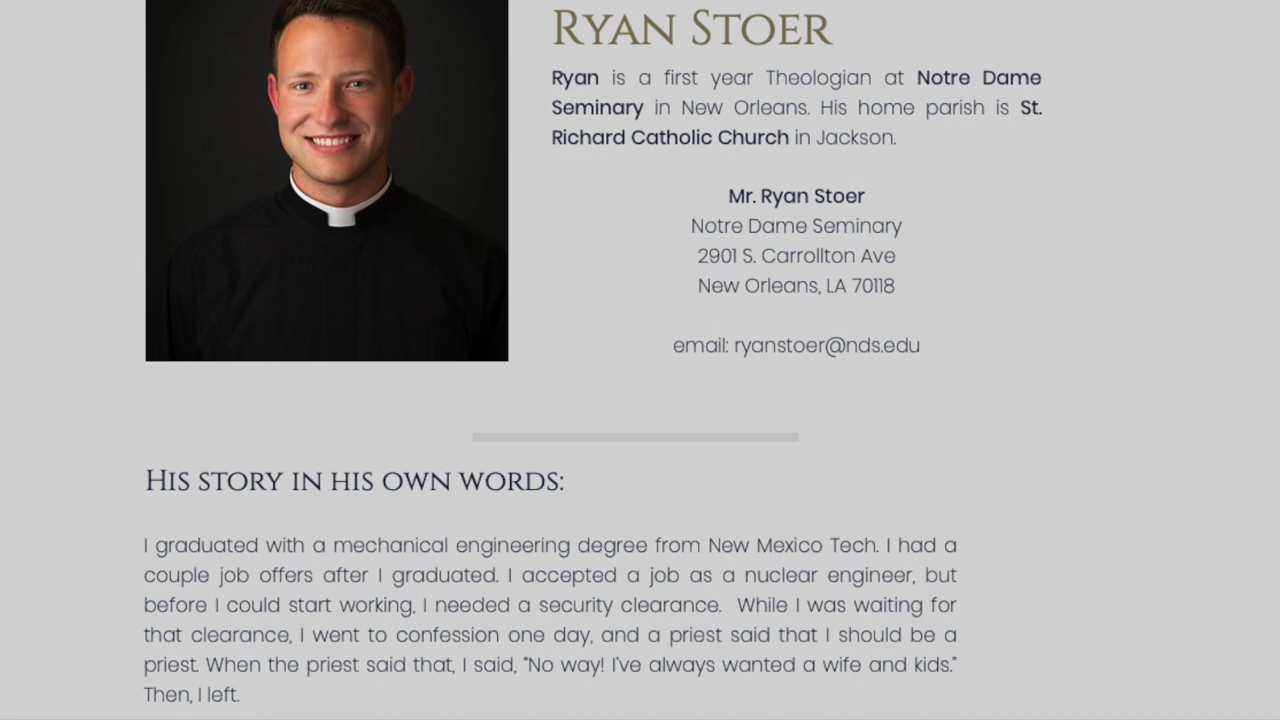 Ryan Stoer
Ryan is a first year Theologian at Notre Dame
Seminary in New Orleans. His home parish is St.
Richard Catholic Church in Jackson.
Mr. Ryan Stoer
Notre Dame Seminary
2901 S. Carrollton Ave
New Orleans, LA 70118
email: ryanstoer@nds.edu
His story in his own words:
I graduated with a mechanical engineering degree from New Mexico Tech. I had a
couple job offers after I graduated. I accepted a job as a nuclear engineer, but
before I could start working, I needed a security clearance.  While I was waiting for
that clearance, I went to confession one day, and a priest said that I should be a
priest. When the priest said that, I said, “No way! I’ve always wanted a wife and kids.”
Then, I left.